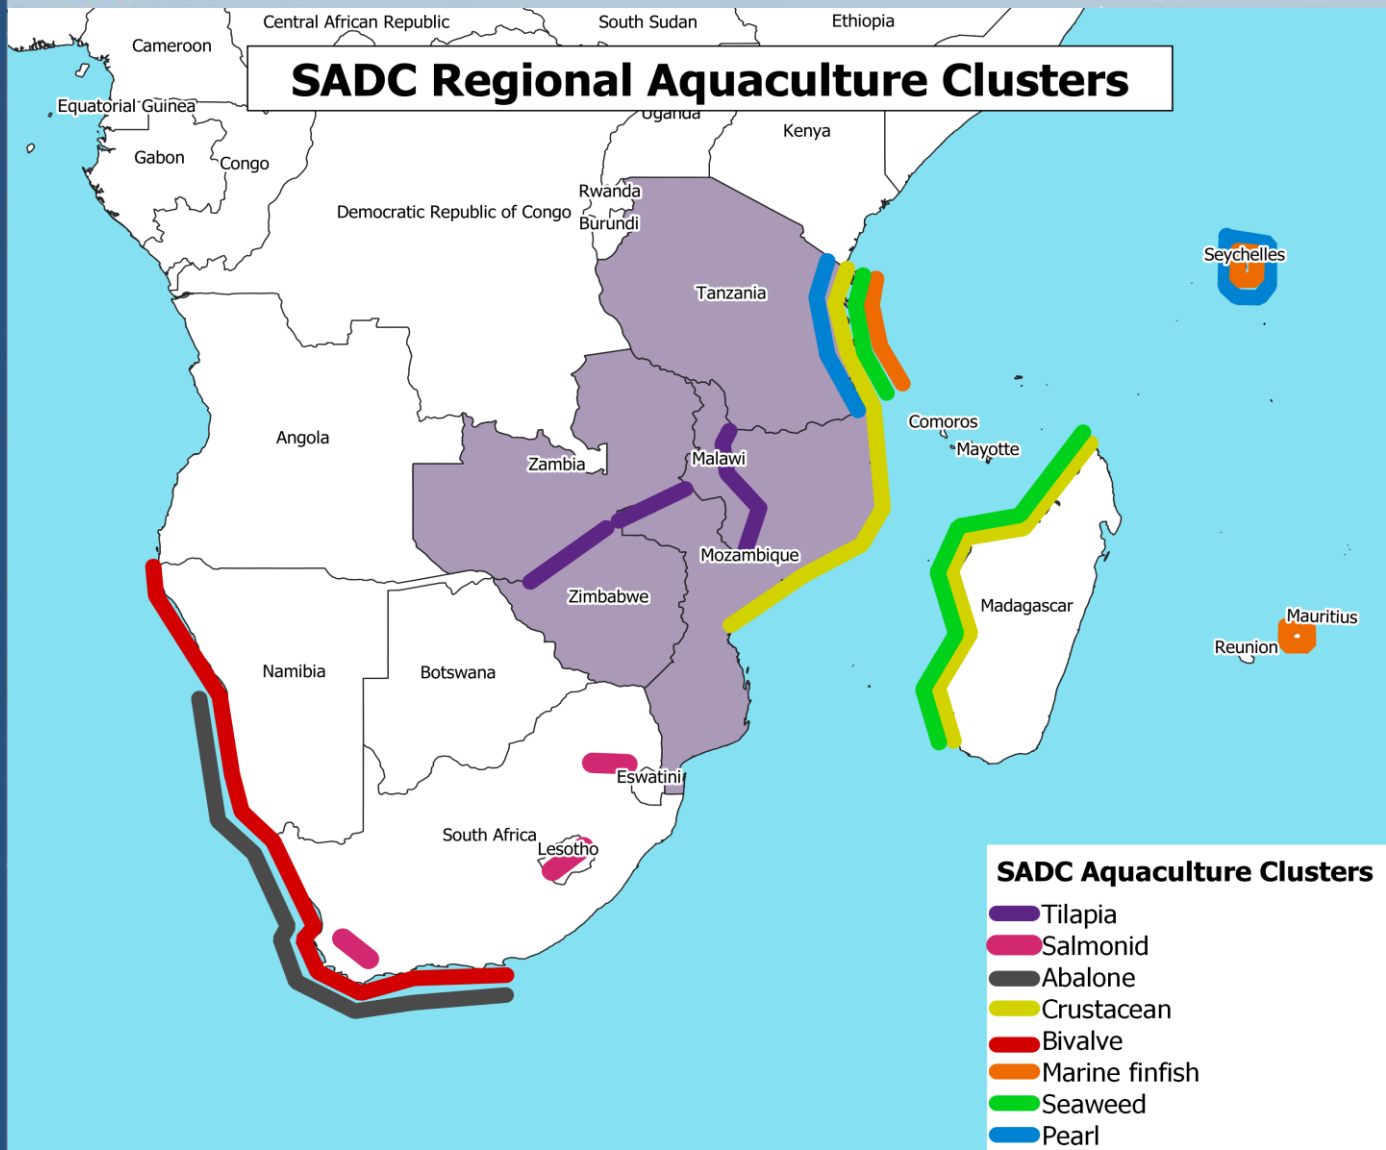 Central African Republic
South Sudan
Ethiopia
Cameroon
SADC Regional Aquaculture Clusters
Equatorial Guinea
Uganda
Kenya
Gabon
Congo
Rwanda
Democratic Republic of Congo
Burundi
Seychelles
Tanzania
Comoros
Angola
Mayotte
Zambia
Malawi
Mozambique
Zimbabwe
Madagascar
Mauritius
Reunion
Namibia
Botswana
Eswatini
South Africa
Lesotho
SADC Aquaculture Clusters
Tilapia
Salmonid
Abalone
Crustacean
Bivalve
Marine finfish
Seaweed
Pearl